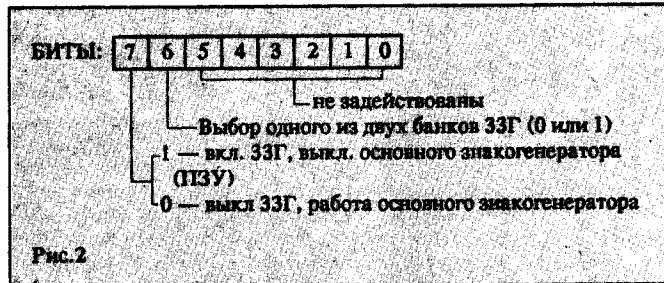 БИТЫ: 7 6 5 4 3 2 1 0
не задействованы
Выбор одного из двух банков ЗЗГ (0 или 1)
1 — вкл. ЗЗГ, выкл. основного знакогенератора
(ПЗУ)
0 — выкл ЗЗГ, работа основного знакогенератора
Рис.2